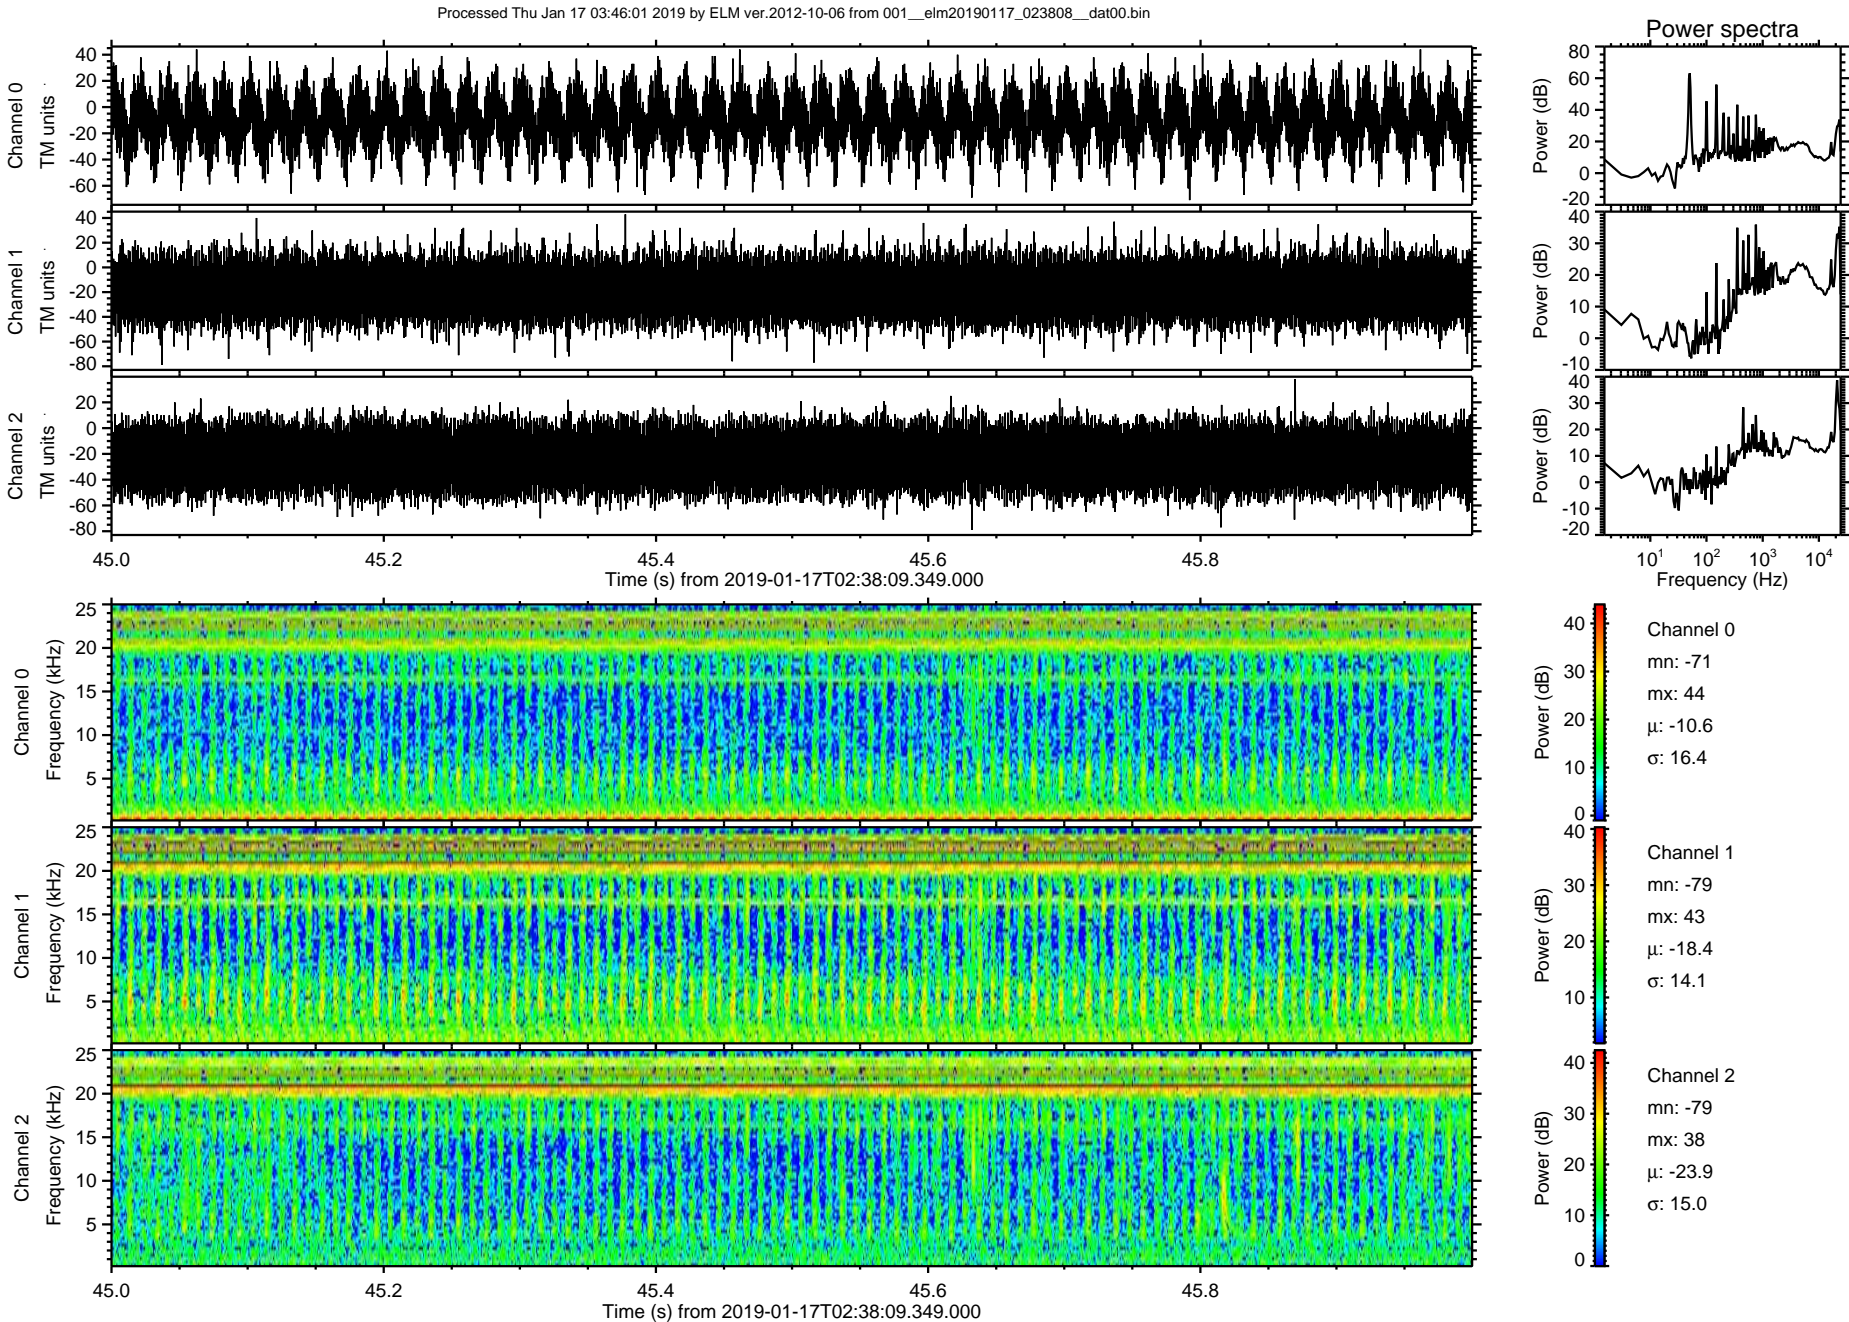 Processed Thu Jan 17 03:46:01 2019 by ELM ver.2012-10-06 from 001__elm20190117_023808__dat00.bin
Power spectra
Channel 0
TM units
40
20
0
-20
-40
-60
Power (dB)
80
60
40
20
0
-20
Channel 1
TM units
40
20
0
-20
-40
-60
-80
Power (dB)
40
30
20
10
0
-10
Channel 2
TM units
20
0
-20
-40
-60
-80
Power (dB)
40
30
20
10
0
-10
-20
45.0
45.2
45.4
45.6
45.8
Time (s) from 2019-01-17T02:38:09.349.000
10¹
10²
10³
10⁴
Frequency (Hz)
Channel 0
Frequency (kHz)
25
20
15
10
5
Power (dB)
40
30
20
10
0
Channel 0
mn: -71
mx: 44
μ: -10.6
σ: 16.4
Channel 1
Frequency (kHz)
25
20
15
10
5
Power (dB)
40
30
20
10
Channel 1
mn: -79
mx: 43
μ: -18.4
σ: 14.1
Channel 2
Frequency (kHz)
25
20
15
10
5
Power (dB)
40
30
20
10
0
Channel 2
mn: -79
mx: 38
μ: -23.9
σ: 15.0
45.0
45.2
45.4
45.6
45.8
Time (s) from 2019-01-17T02:38:09.349.000